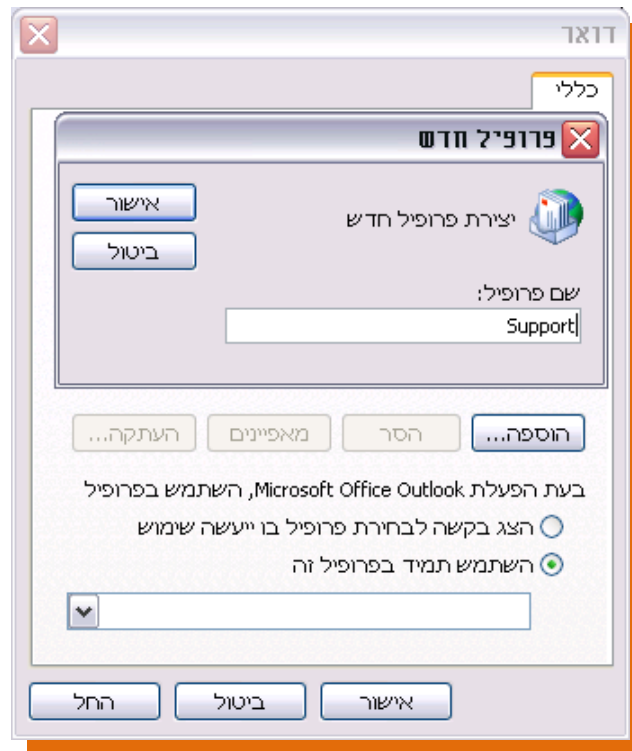 דואר
כללי
פרופיל חדש
יצירת פרופיל חדש
אישור
ביטול
שם פרופיל:
Support
הוספה... הסר מאפיינים העתקה...
בעת הפעלת Microsoft Office Outlook, השתמש בפרופיל
הצג בקשה לבחירת פרופיל בו ייעשה שימוש
השתמש תמיד בפרופיל זה
אישור ביטול החל